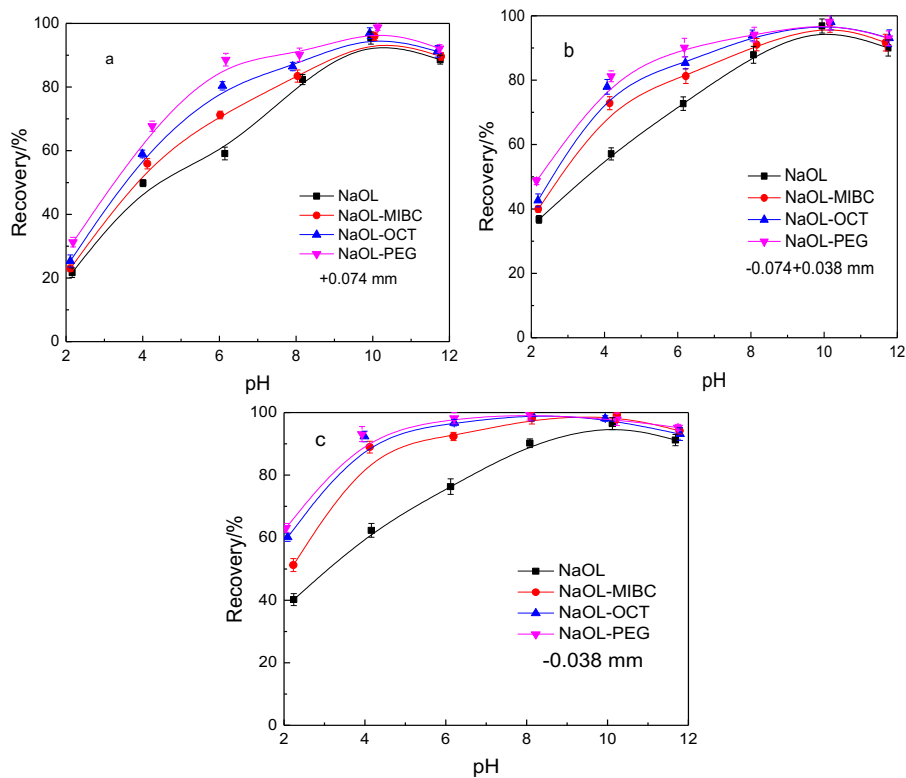 100
80
60
40
20
0
Recovery/%
a
NaOL
NaOL-MIBC
NaOL-OCT
NaOL-PEG
+0.074 mm
2 4 6 8 10 12
pH
100
80
60
40
20
0
Recovery/%
b
NaOL
NaOL-MIBC
NaOL-OCT
NaOL-PEG
-0.074+0.038 mm
2 4 6 8 10 12
pH
100
80
60
40
20
0
Recovery/%
c
NaOL
NaOL-MIBC
NaOL-OCT
NaOL-PEG
-0.038 mm
2 4 6 8 10 12
pH